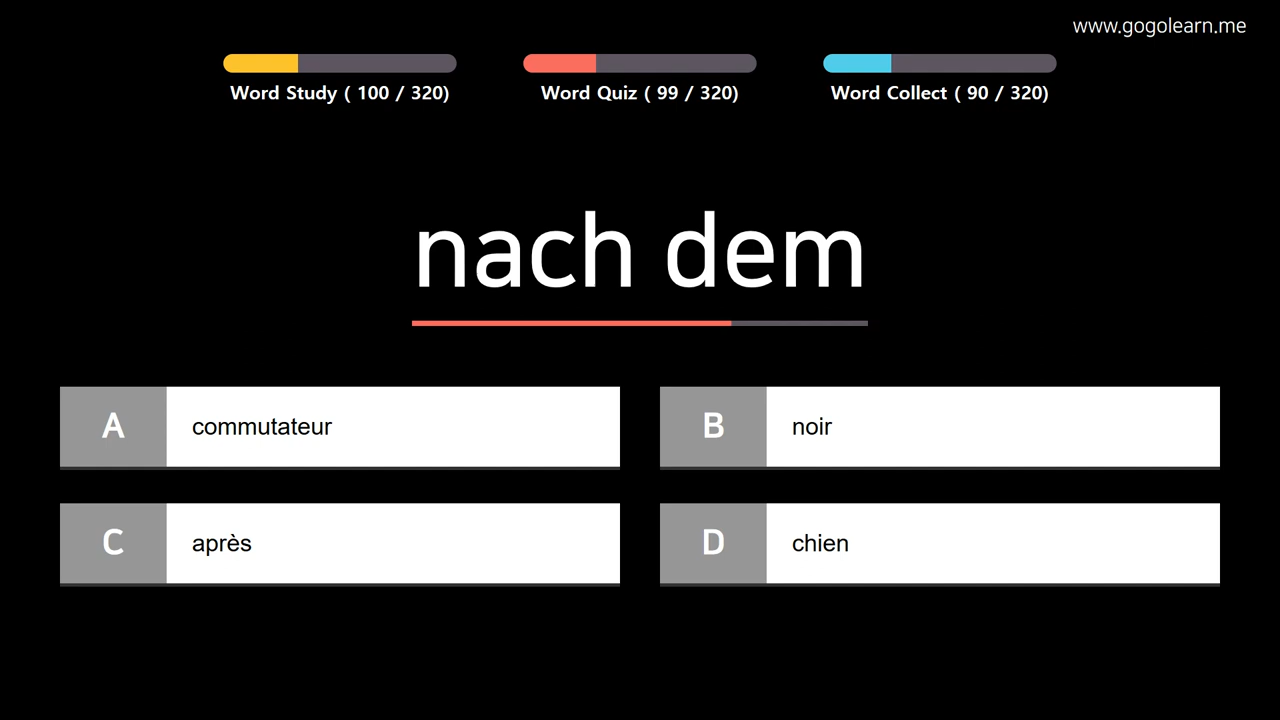 www.gogolearn.me
Word Study ( 100 / 320)
Word Quiz ( 99 / 320)
Word Collect ( 90 / 320)
nach dem
A commutateur
B noir
C après
D chien